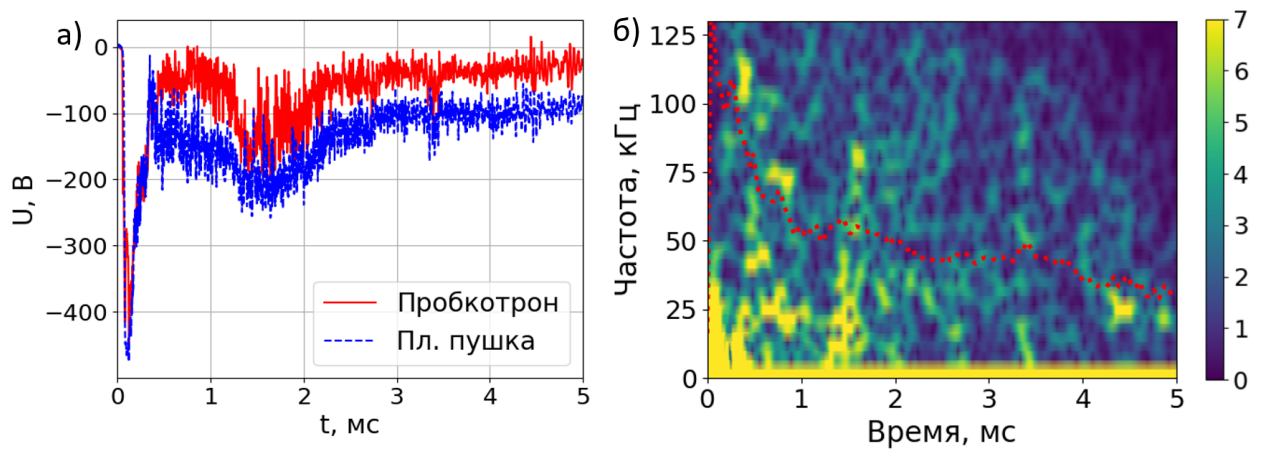 а)
0
−100
−200
−300
−400
U, В
0 1 2 3 4 5
t, мс
Пробкотрон
Пл. пушка
б)
125
100
75
50
25
0
Частота, кГц
0 1 2 3 4 5
Время, мс
7
6
5
4
3
2
1
0